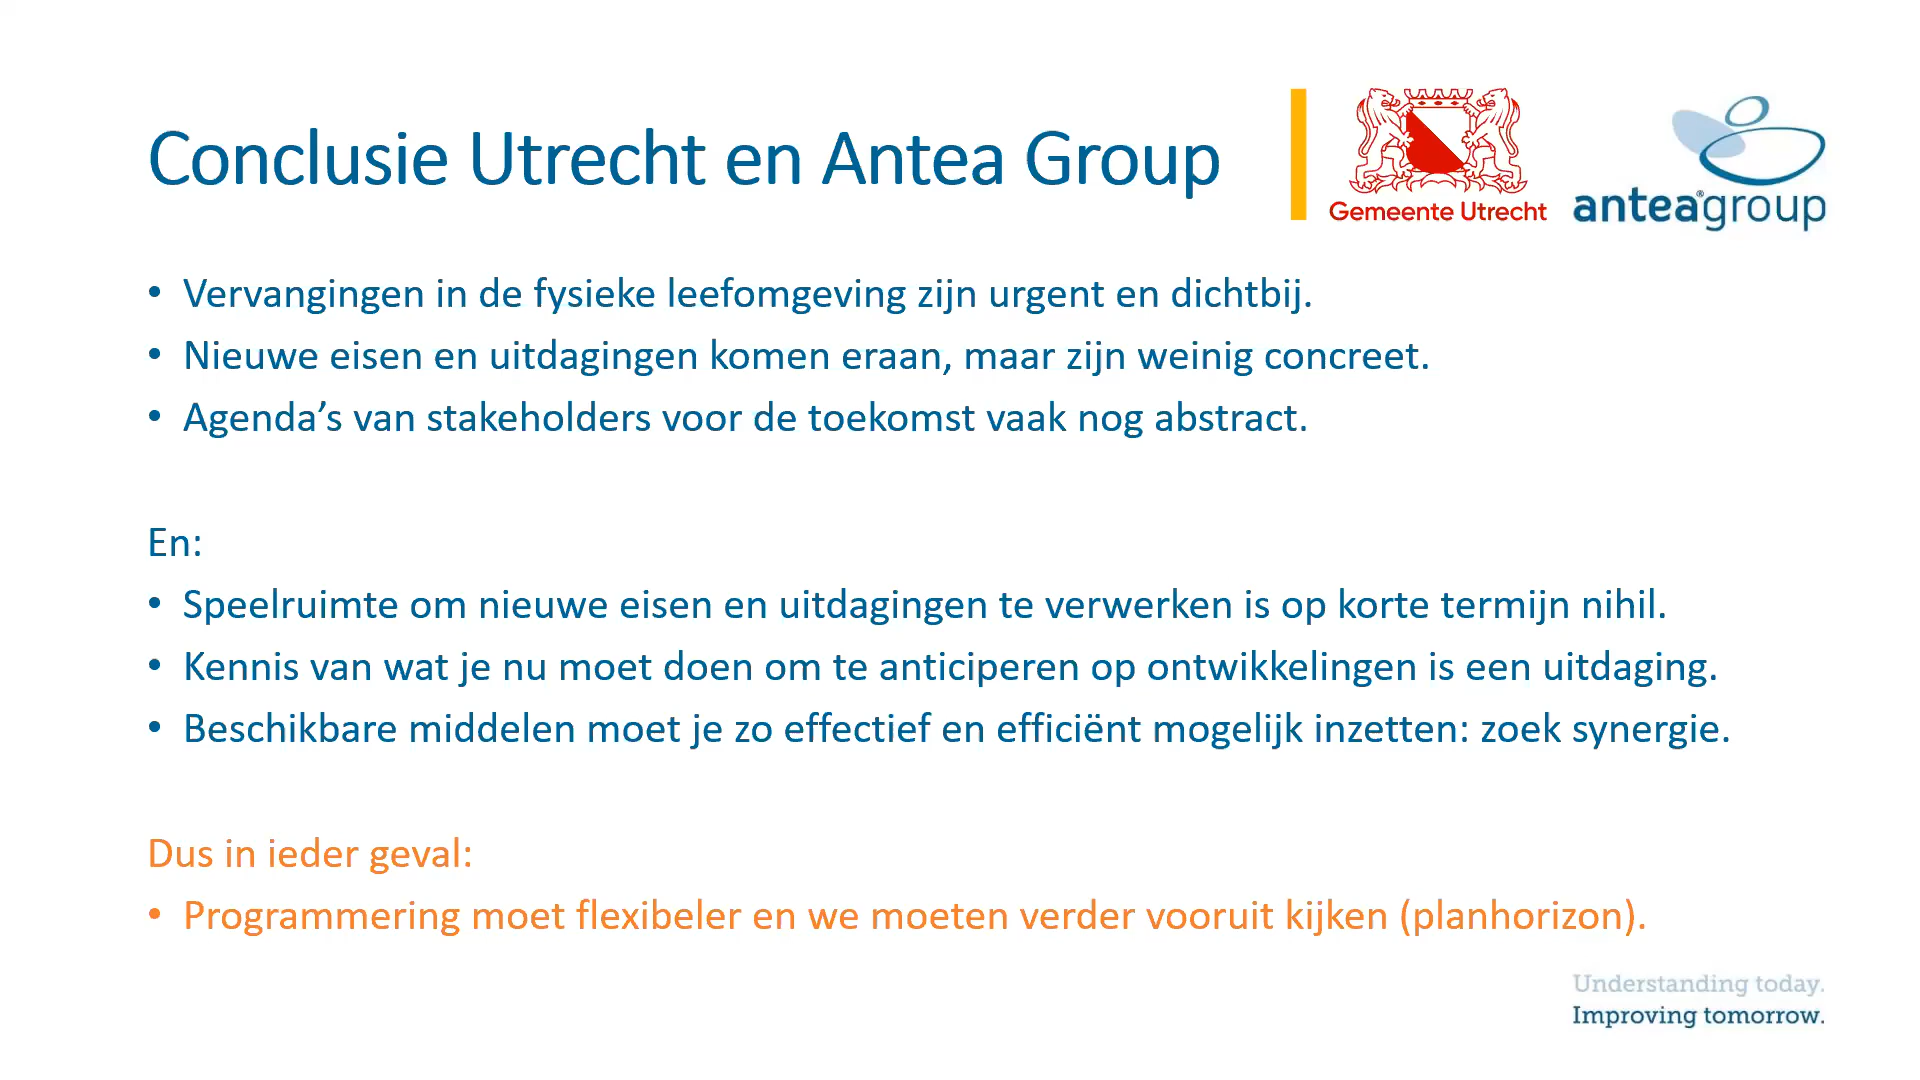 Conclusie Utrecht en Antea Group
Gemeente Utrecht
anteagroup
• Vervangingen in de fysieke leefomgeving zijn urgent en dichtbij.
• Nieuwe eisen en uitdagingen komen eraan, maar zijn weinig concreet.
• Agenda’s van stakeholders voor de toekomst vaak nog abstract.
En:
• Speelruimte om nieuwe eisen en uitdagingen te verwerken is op korte termijn nihil.
• Kennis van wat je nu moet doen om te anticiperen op ontwikkelingen is een uitdaging.
• Beschikbare middelen moet je zo effectief en efficiënt mogelijk inzetten: zoek synergie.
Dus in ieder geval:
• Programmering moet flexibeler en we moeten verder vooruit kijken (planhorizon).
Understanding today.
Improving tomorrow.